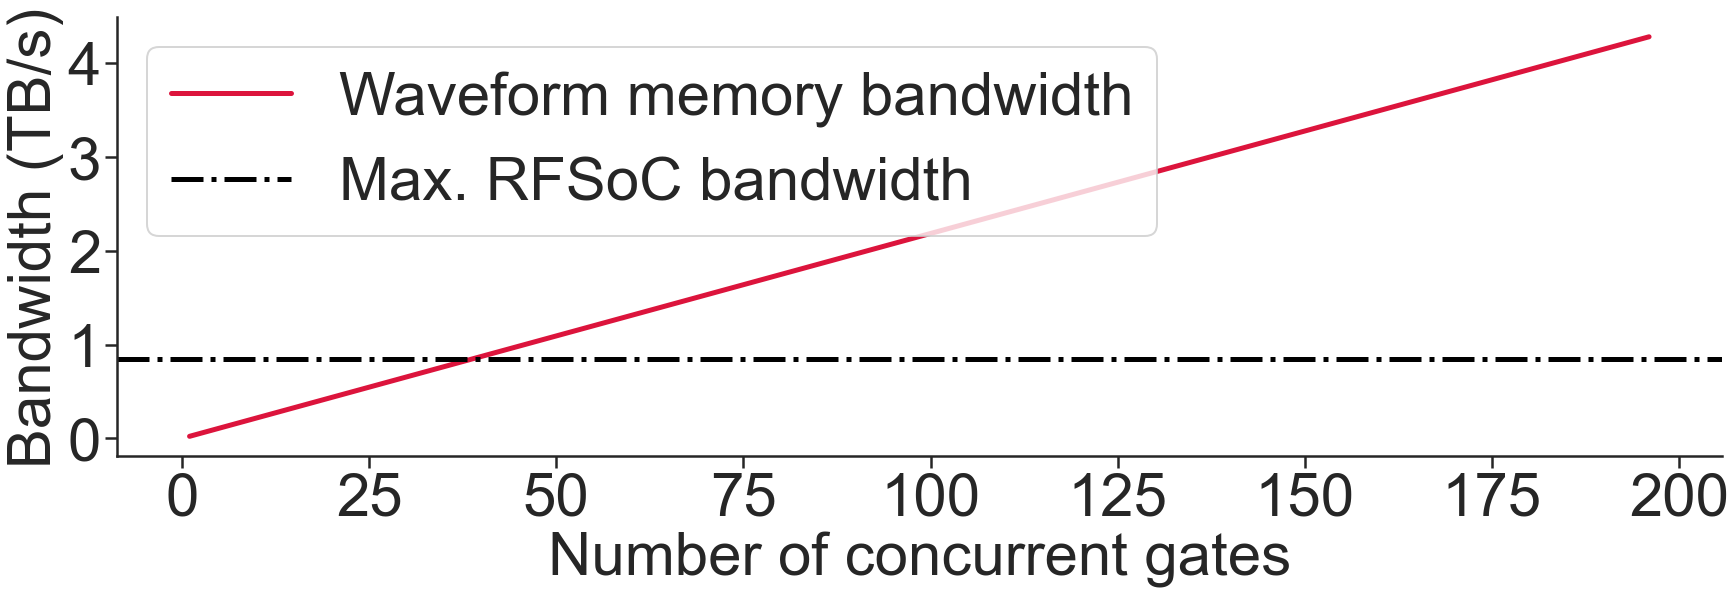 Bandwidth (TB/s)
4
3
2
1
0
Waveform memory bandwidth
Max. RFSoC bandwidth
0 25 50 75 100 125 150 175 200
Number of concurrent gates